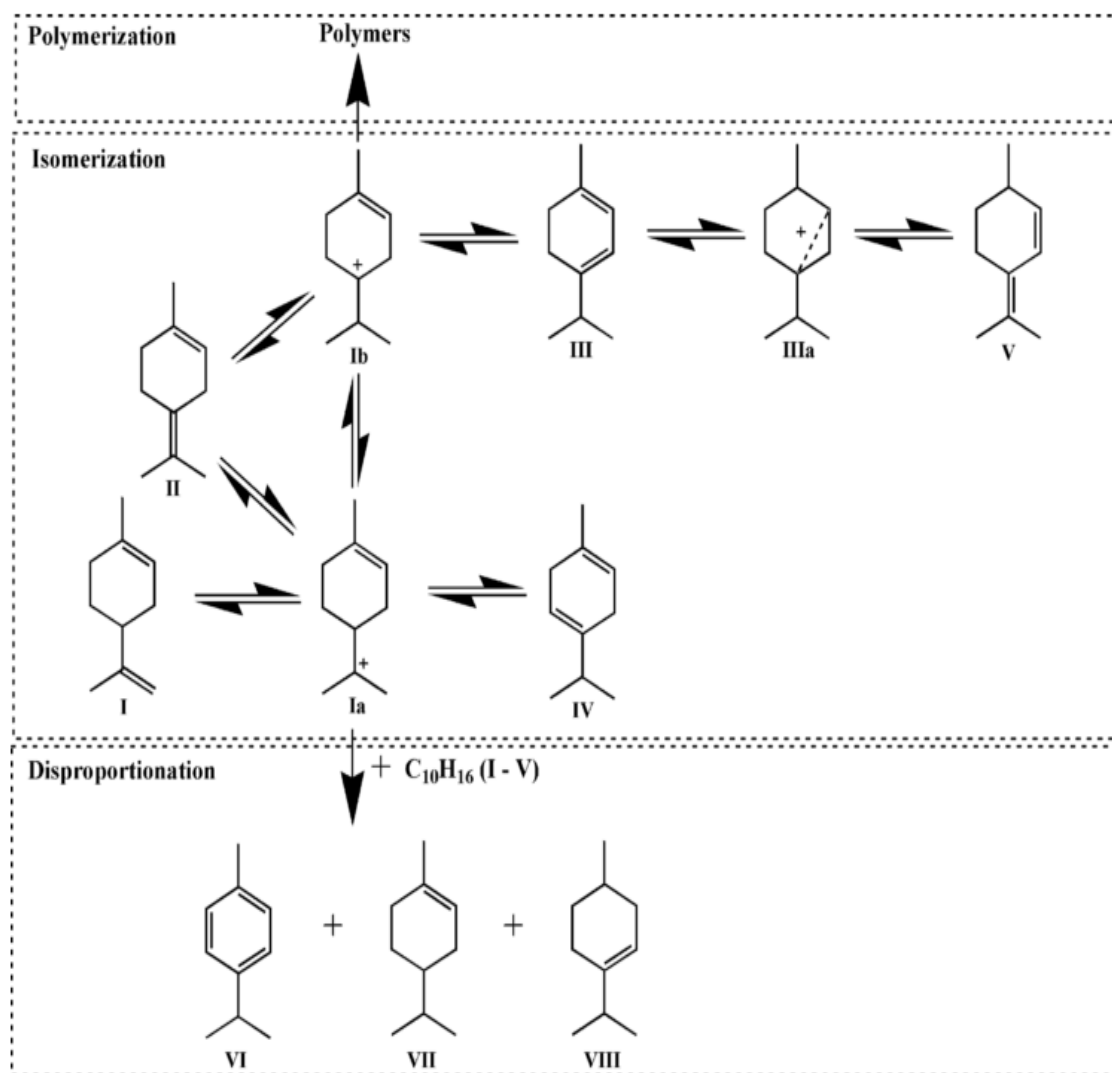 Polymerization
Polymers
Isomerization
+
Ib
III
+
IIIa
V
II
I
+
Ia
IV
Disproportionation
+ C₁₀H₁₆ (I - V)
+
+
VI
VII
VIII